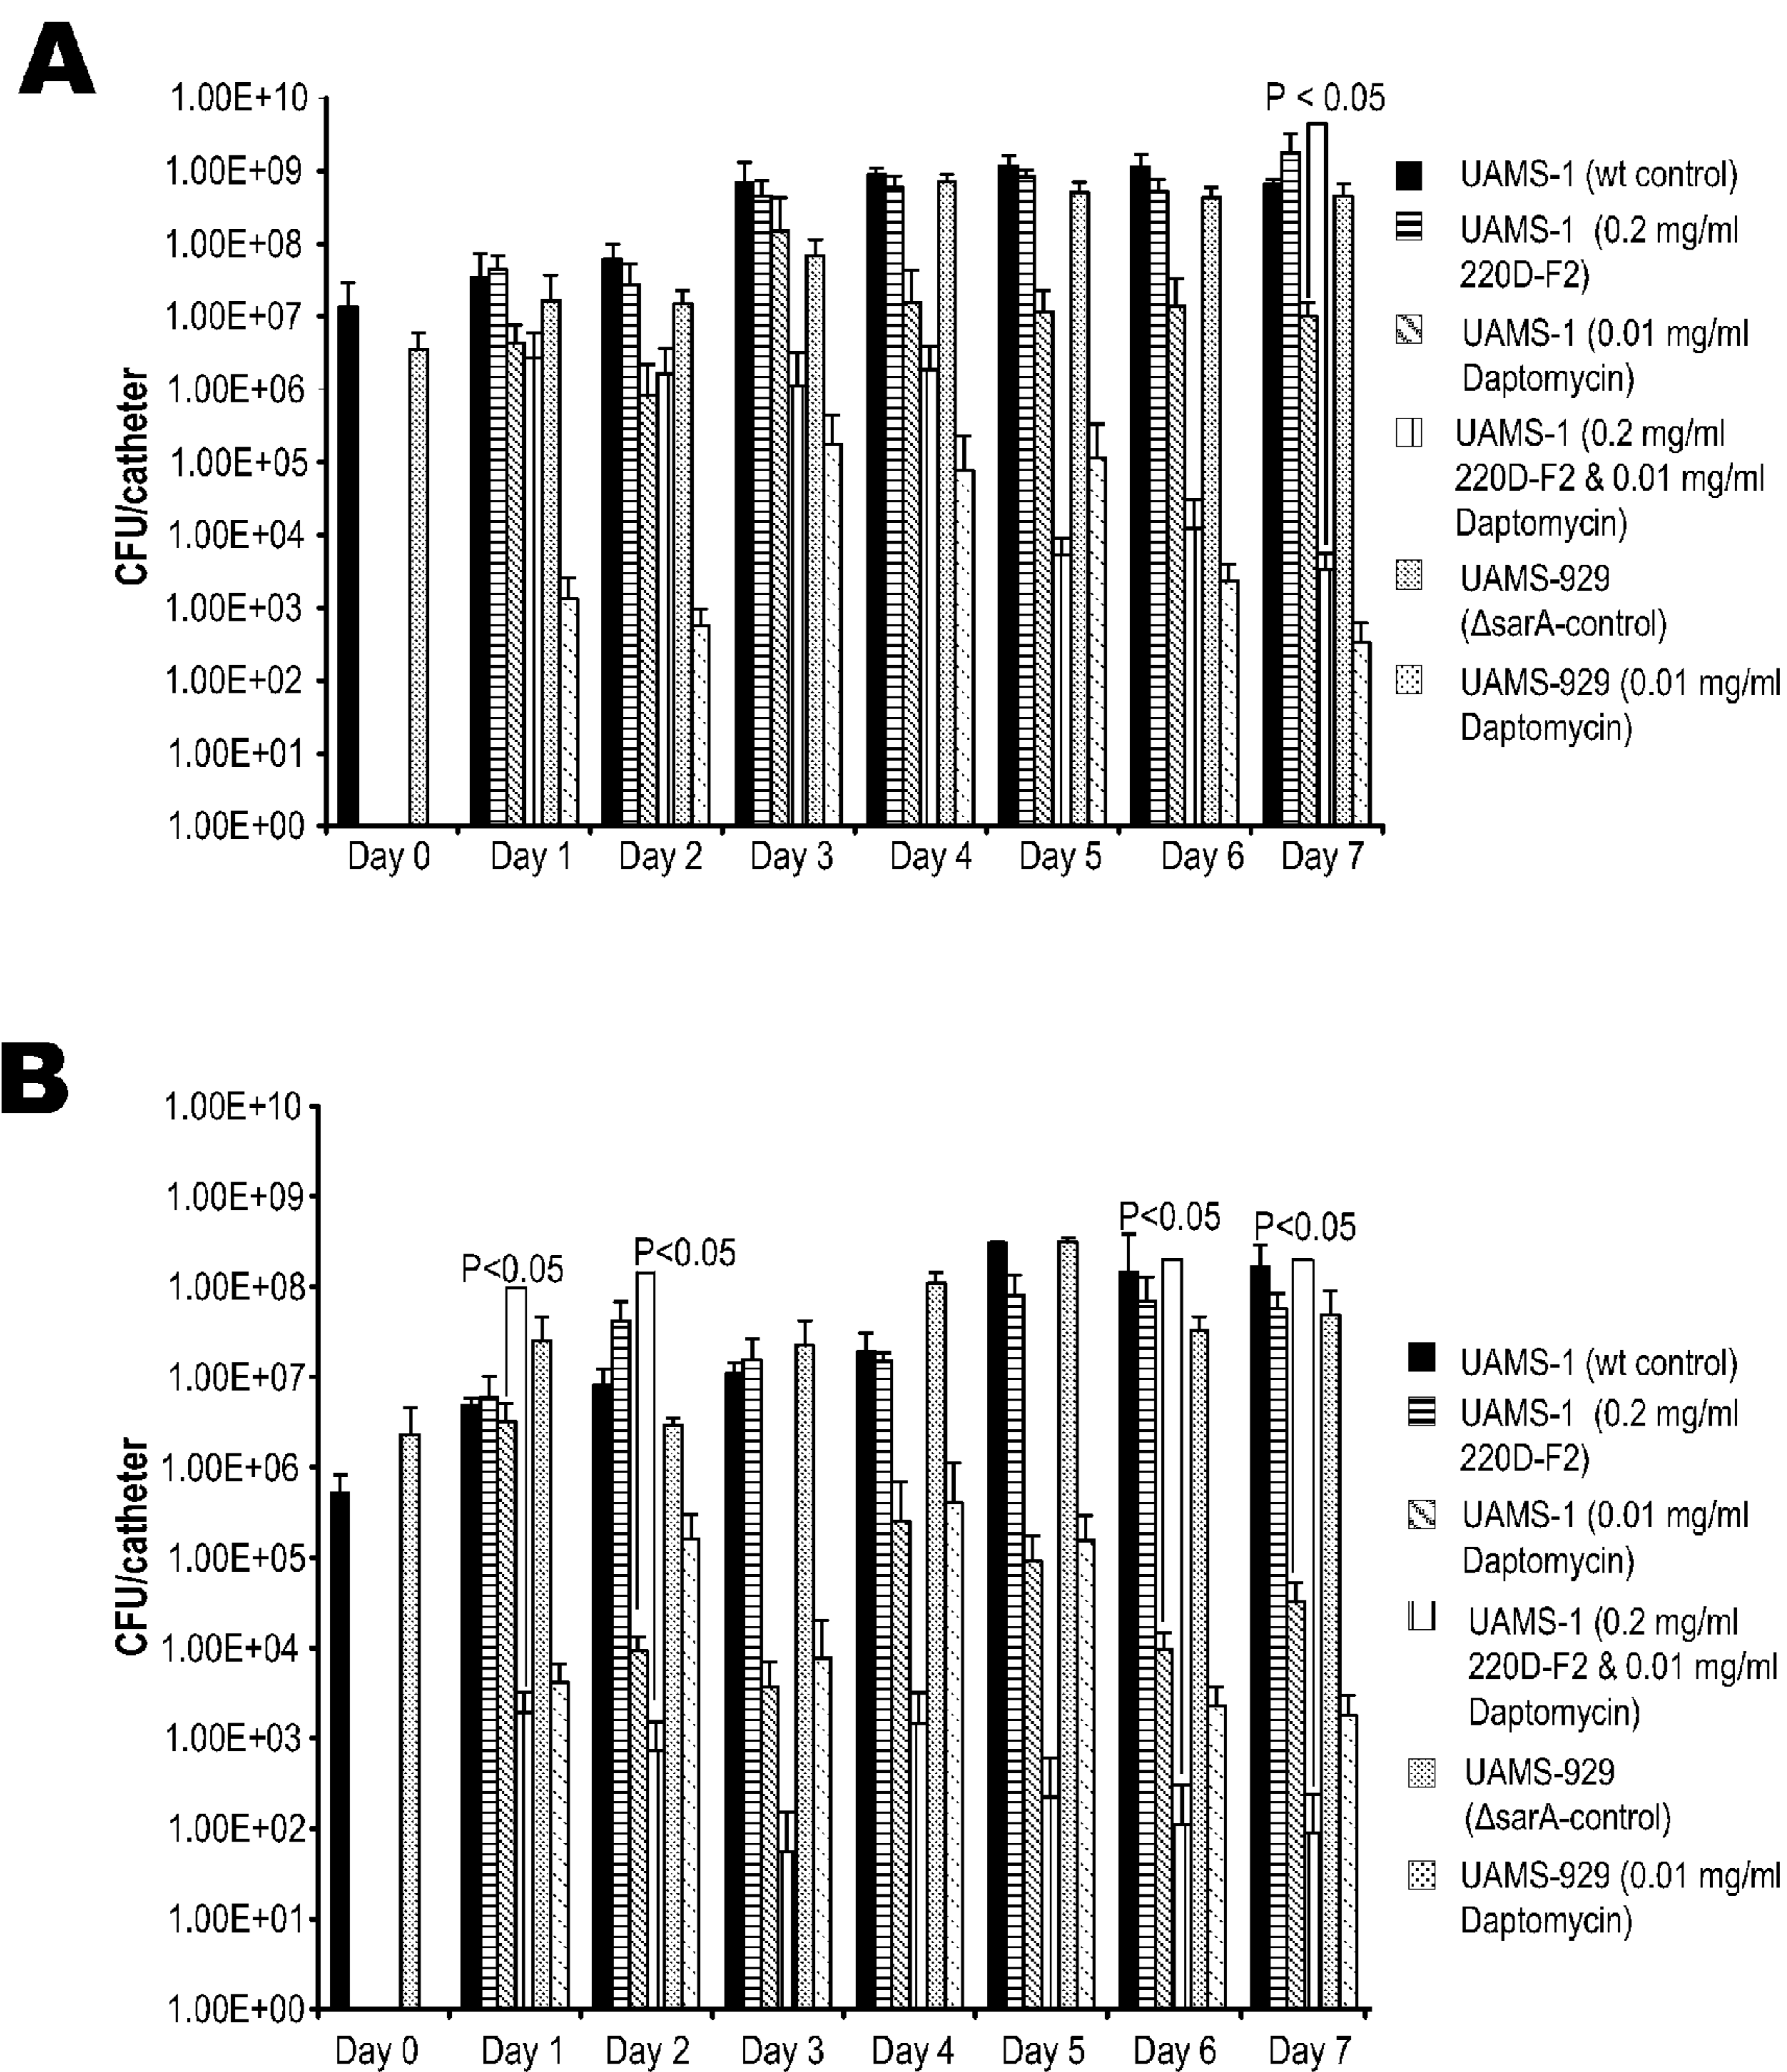 A
1.00E+10
1.00E+09
1.00E+08
1.00E+07
1.00E+06
1.00E+05
1.00E+04
1.00E+03
1.00E+02
1.00E+01
1.00E+00
CFU/catheter
P < 0.05
Day 0 Day 1 Day 2 Day 3 Day 4 Day 5 Day 6 Day 7
UAMS-1 (wt control)
UAMS-1 (0.2 mg/ml
220D-F2)
UAMS-1 (0.01 mg/ml
Daptomycin)
UAMS-1 (0.2 mg/ml
220D-F2 & 0.01 mg/ml
Daptomycin)
UAMS-929
(ΔsarA-control)
UAMS-929 (0.01 mg/ml
Daptomycin)
B
1.00E+10
1.00E+09
1.00E+08
1.00E+07
1.00E+06
1.00E+05
1.00E+04
1.00E+03
1.00E+02
1.00E+01
1.00E+00
CFU/catheter
P<0.05
P<0.05
P<0.05
P<0.05
Day 0 Day 1 Day 2 Day 3 Day 4 Day 5 Day 6 Day 7
UAMS-1 (wt control)
UAMS-1 (0.2 mg/ml
220D-F2)
UAMS-1 (0.01 mg/ml
Daptomycin)
UAMS-1 (0.2 mg/ml
220D-F2 & 0.01 mg/ml
Daptomycin)
UAMS-929
(ΔsarA-control)
UAMS-929 (0.01 mg/ml
Daptomycin)